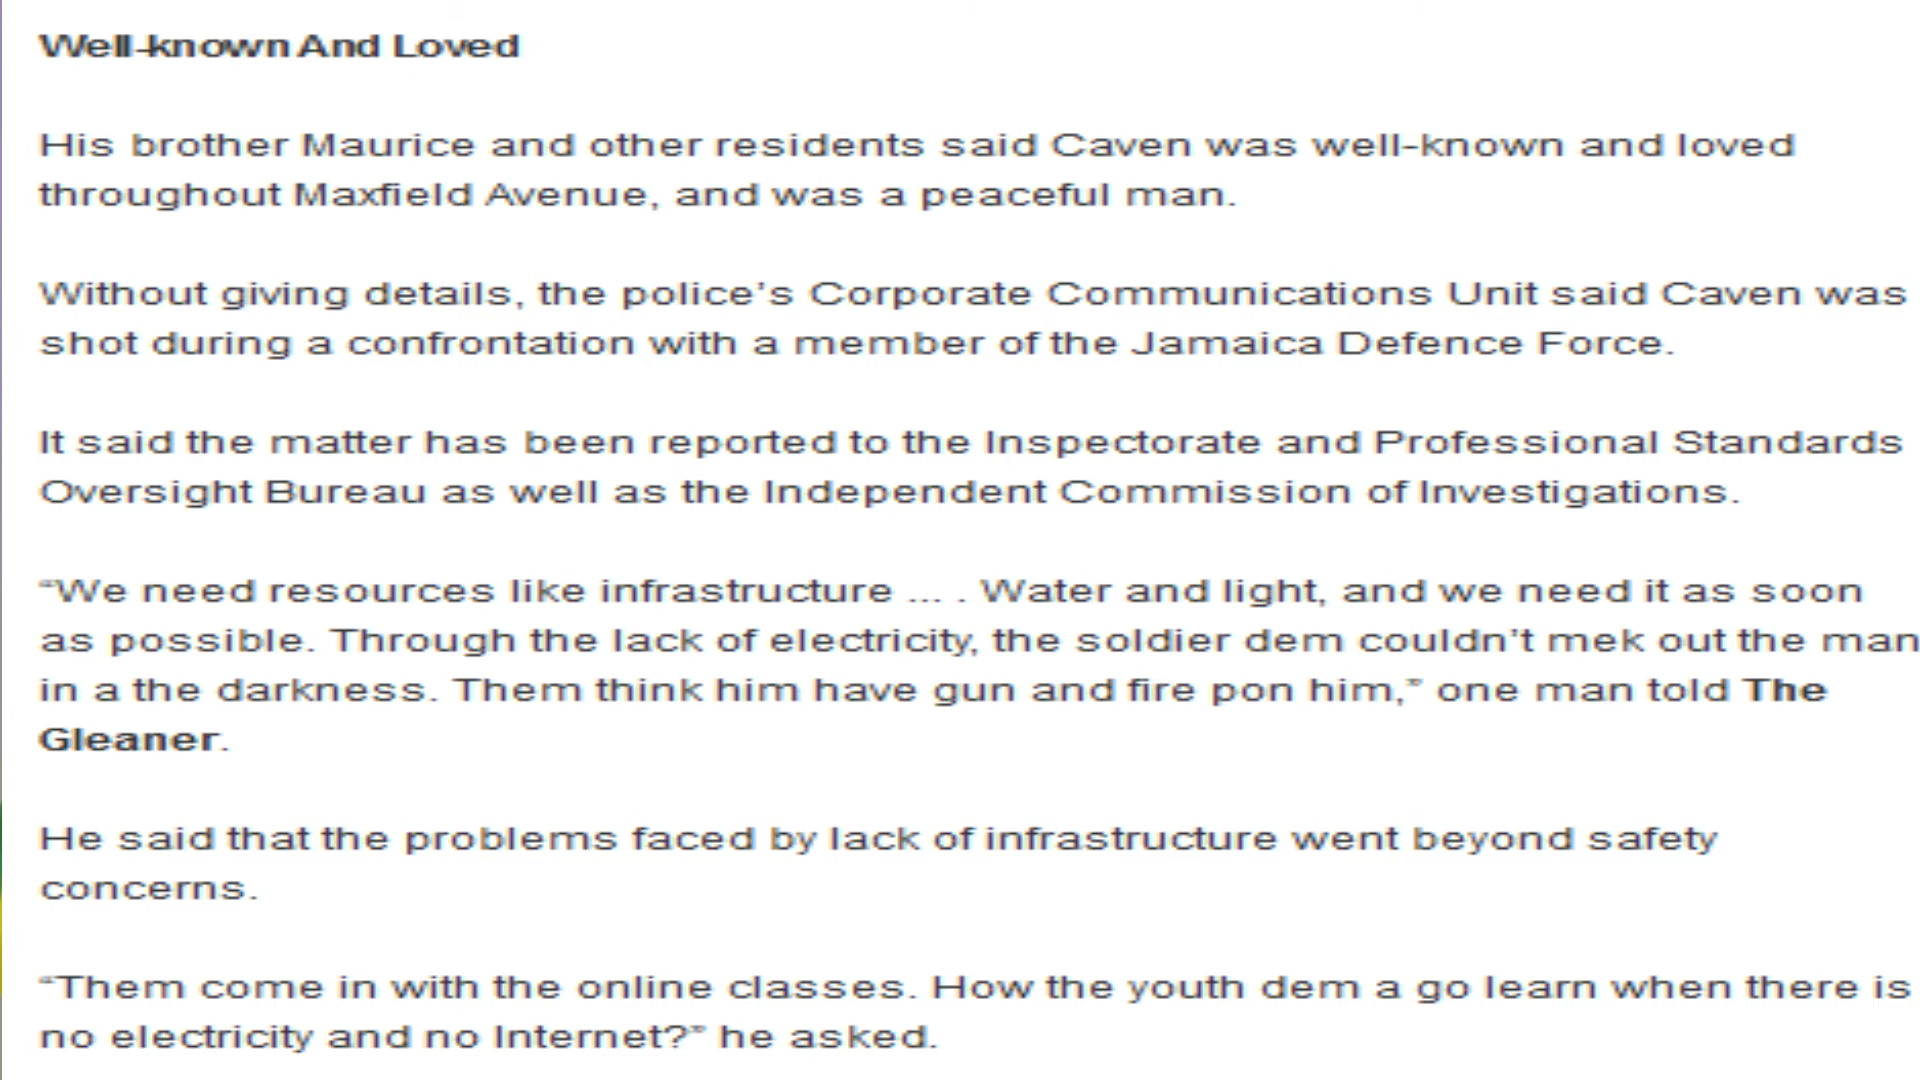 Well-known And Loved
His brother Maurice and other residents said Caven was well-known and loved
throughout Maxfield Avenue, and was a peaceful man.
Without giving details, the police’s Corporate Communications Unit said Caven was
shot during a confrontation with a member of the Jamaica Defence Force.
It said the matter has been reported to the Inspectorate and Professional Standards
Oversight Bureau as well as the Independent Commission of Investigations.
“We need resources like infrastructure ... . Water and light, and we need it as soon
as possible. Through the lack of electricity, the soldier dem couldn’t mek out the man
in a the darkness. Them think him have gun and fire pon him,” one man told The
Gleaner.
He said that the problems faced by lack of infrastructure went beyond safety
concerns.
“Them come in with the online classes. How the youth dem a go learn when there is
no electricity and no Internet?” he asked.